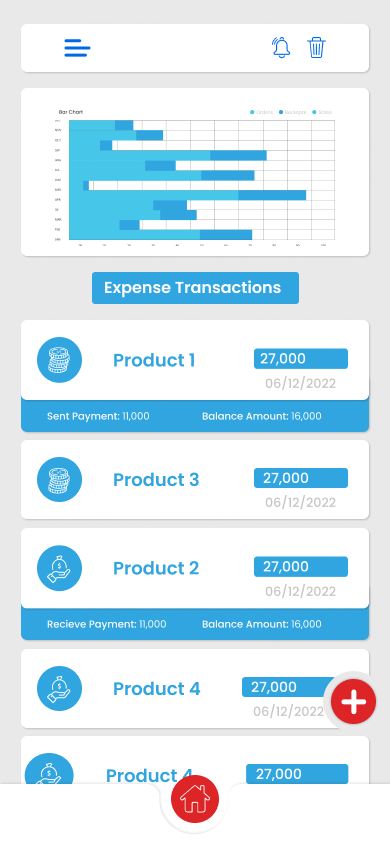 Bar Chart
Expense Transactions
Product 1
27,000
06/12/2022
Sent Payment: 11,000 Balance Amount: 16,000
Product 3
27,000
06/12/2022
Product 2
27,000
06/12/2022
Recieve Payment: 11,000 Balance Amount: 16,000
Product 4
27,000
06/12/2022
Product 4
27,000